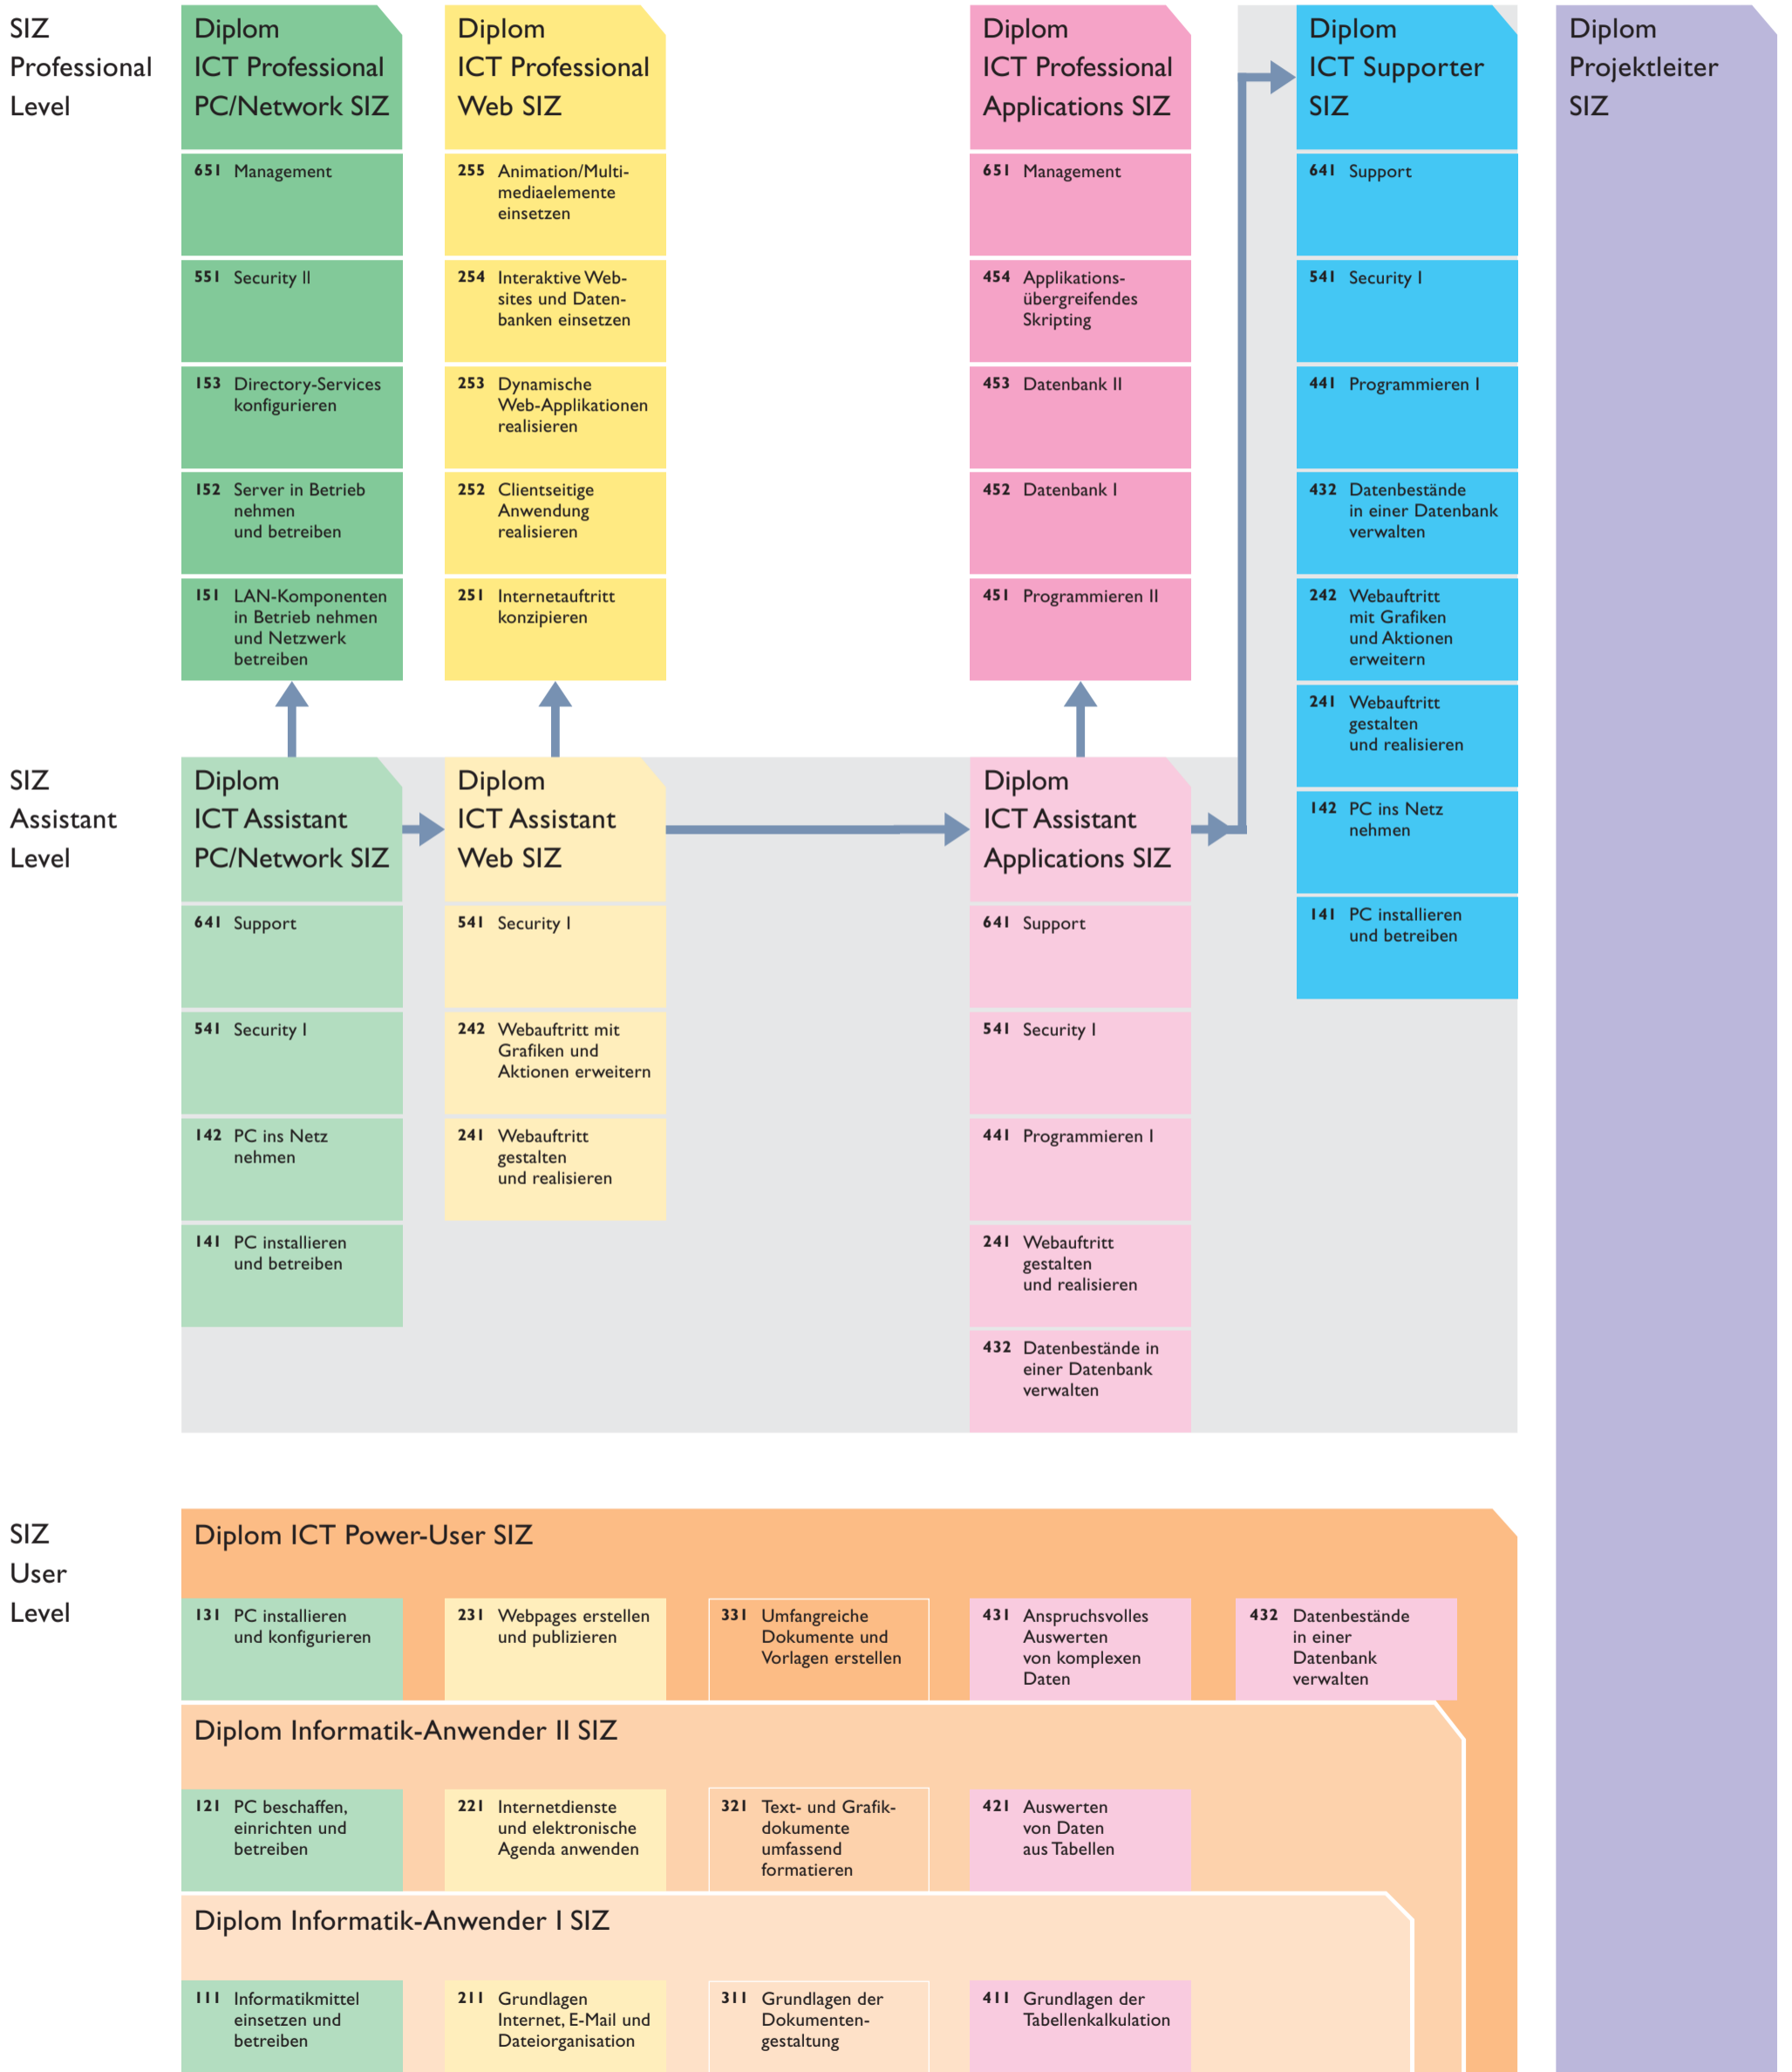 SIZ
Professional
Level
Diplom
ICT Professional
PC/Network SIZ
651 Management
551 Security II
153 Directory-Services
konfigurieren
152 Server in Betrieb
nehmen
und betreiben
151 LAN-Komponenten
in Betrieb nehmen
und Netzwerk
betreiben
Diplom
ICT Professional
Web SIZ
255 Animation/Multi-
mediaelemente
einsetzen
254 Interaktive Web-
sites und Daten-
banken einsetzen
253 Dynamische
Web-Applikationen
realisieren
252 Clientseitige
Anwendung
realisieren
251 Internetauftritt
konzipieren
Diplom
ICT Professional
Applications SIZ
651 Management
454 Applikations-
übergreifendes
Skripting
453 Datenbank II
452 Datenbank I
451 Programmieren II
Diplom
ICT Supporter
SIZ
641 Support
541 Security I
441 Programmieren I
432 Datenbestände
in einer Datenbank
verwalten
242 Webauftritt
mit Grafiken
und Aktionen
erweitern
241 Webauftritt
gestalten
und realisieren
142 PC ins Netz
nehmen
141 PC installieren
und betreiben
Diplom
Projektleiter
SIZ
SIZ
Assistant
Level
Diplom
ICT Assistant
PC/Network SIZ
641 Support
541 Security I
142 PC ins Netz
nehmen
141 PC installieren
und betreiben
Diplom
ICT Assistant
Web SIZ
541 Security I
242 Webauftritt mit
Grafiken und
Aktionen erweitern
241 Webauftritt
gestalten
und realisieren
Diplom
ICT Assistant
Applications SIZ
641 Support
541 Security I
441 Programmieren I
241 Webauftritt
gestalten
und realisieren
432 Datenbestände in
einer Datenbank
verwalten
SIZ
User
Level
Diplom ICT Power-User SIZ
131 PC installieren
und konfigurieren
231 Webpages erstellen
und publizieren
331 Umfangreiche
Dokumente und
Vorlagen erstellen
431 Anspruchsvolles
Auswerten
von komplexen
Daten
432 Datenbestände
in einer
Datenbank
verwalten
Diplom Informatik-Anwender II SIZ
121 PC beschaffen,
einrichten und
betreiben
221 Internetdienste
und elektronische
Agenda anwenden
321 Text- und Grafik-
dokumente
umfassend
formatieren
421 Auswerten
von Daten
aus Tabellen
Diplom Informatik-Anwender I SIZ
111 Informatikmittel
einsetzen und
betreiben
211 Grundlagen
Internet, E-Mail und
Dateiorganisation
311 Grundlagen der
Dokumenten-
gestaltung
411 Grundlagen der
Tabellenkalkulation